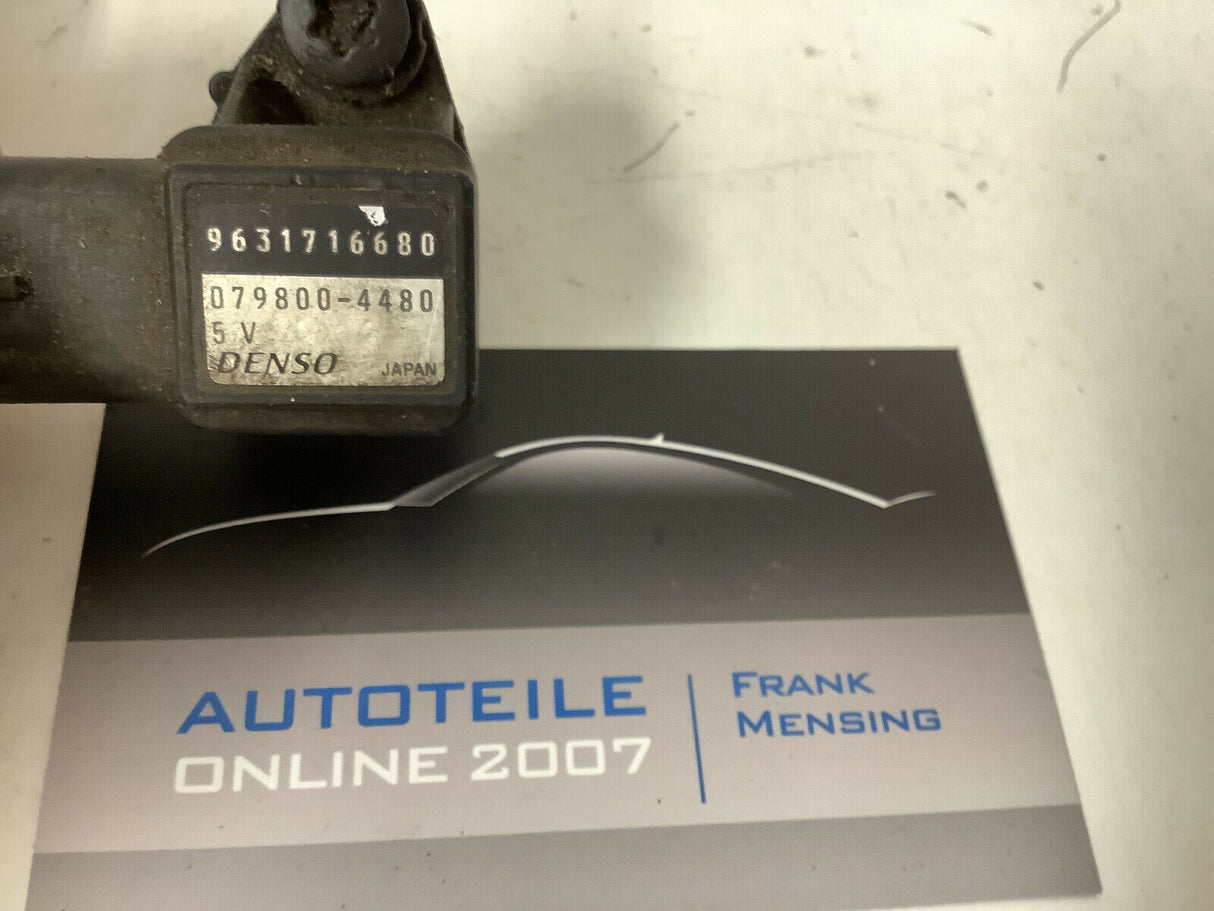 9631716680
079800-4480
5 V
DENSO JAPAN
AUTOTEILE
ONLINE 2007
FRANK
MENSING